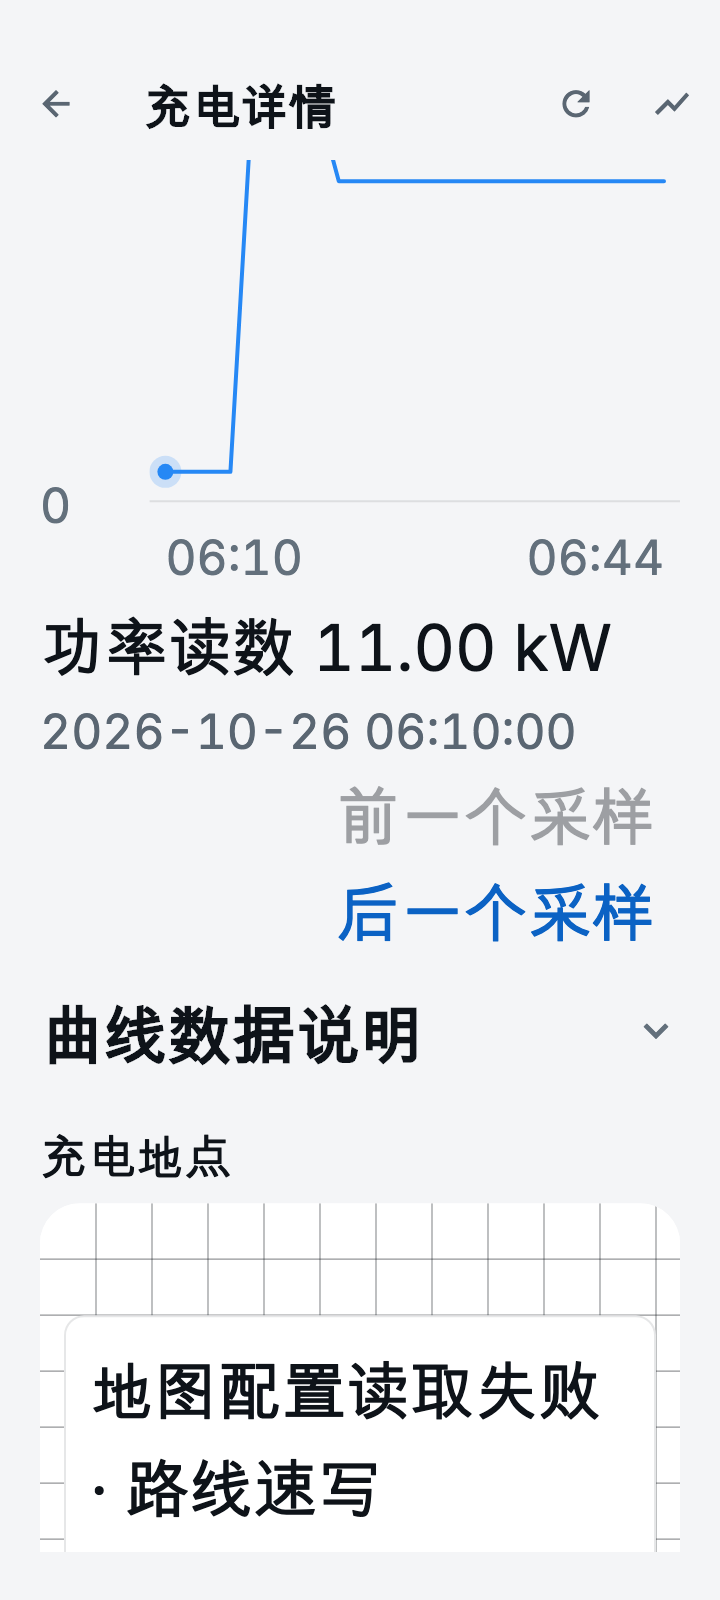 充电详情
0
06:10 06:44
功率读数 11.00 kW
2026-10-26 06:10:00
前一个采样
后一个采样
曲线数据说明
充电地点
地图配置读取失败
· 路线速写